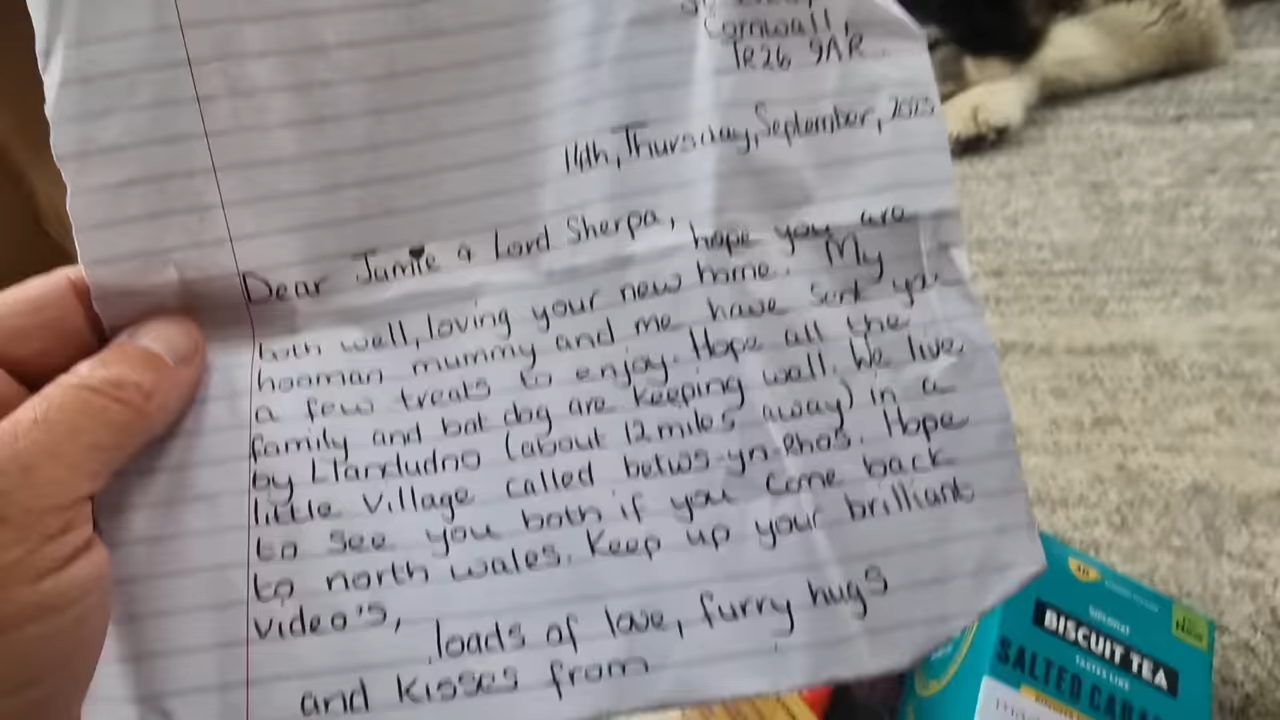 Cornwall,
TR26 9AR
14th, Thursday, September, 2023
Dear Jamie & Lord Sherpa, hope you are
both well, loving your new home. My
hooman mummy and me have sent you
a few treats to enjoy. Hope all the
family and bat dog are keeping well. We live
by Llandudno (about 12 miles away) in a
little village called betws-yn-Rhos. Hope
to see you both if you come back
to north wales. Keep up your brilliant
video's,
loads of love, furry hugs
and kisses from
BISCUIT TEA
TASTES LIKE
SALTED